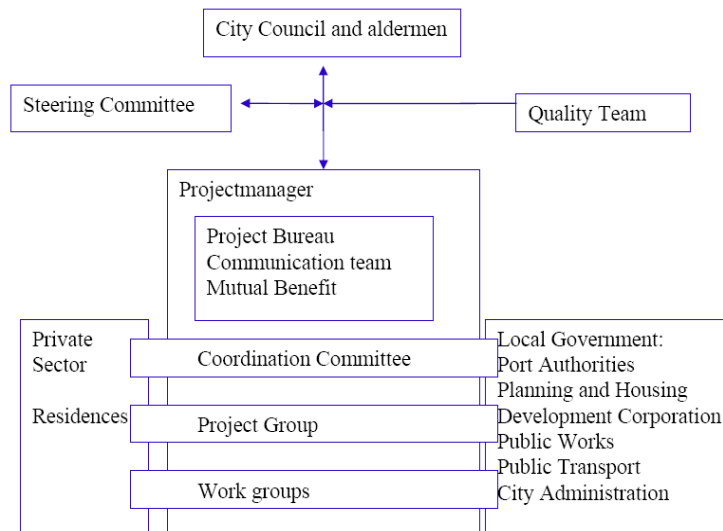 City Council and aldermen
Steering Committee
Quality Team
Projectmanager
Project Bureau
Communication team
Mutual Benefit
Private
Sector
Residences
Coordination Committee
Project Group
Work groups
Local Government:
Port Authorities
Planning and Housing
Development Corporation
Public Works
Public Transport
City Administration